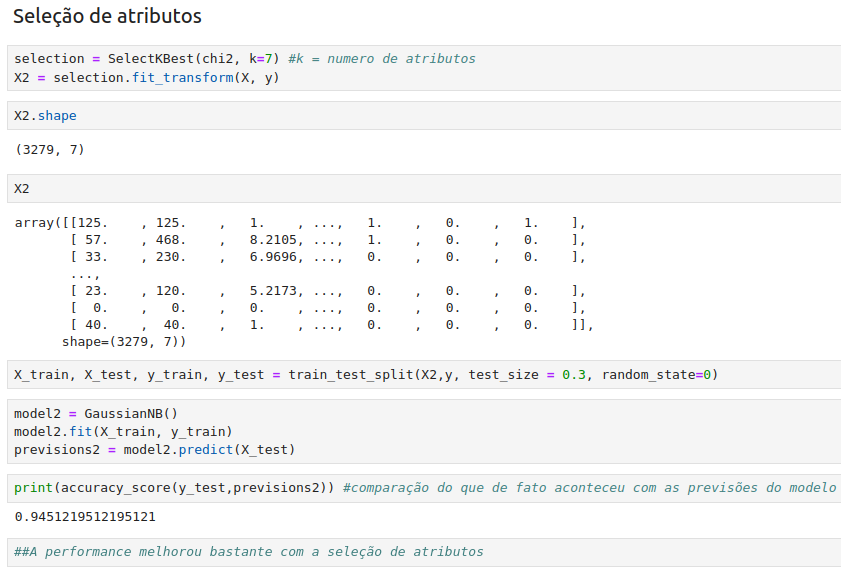 Seleção de atributos
selection = SelectKBest(chi2, k=7) #k = numero de atributos
X2 = selection.fit_transform(X, y)
X2.shape
(3279, 7)
X2
array([[125.    , 125.    ,   1.    , ...,   1.    ,   0.    ,   1.    ],
       [ 57.    , 468.    ,   8.2105, ...,   1.    ,   0.    ,   0.    ],
       [ 33.    , 230.    ,   6.9696, ...,   0.    ,   0.    ,   0.    ],
       ...,
       [ 23.    , 120.    ,   5.2173, ...,   0.    ,   0.    ,   0.    ],
       [  0.    ,   0.    ,   0.    , ...,   0.    ,   0.    ,   0.    ],
       [ 40.    ,  40.    ,   1.    , ...,   0.    ,   0.    ,   0.    ]],
      shape=(3279, 7))
X_train, X_test, y_train, y_test = train_test_split(X2,y, test_size = 0.3, random_state=0)
model2 = GaussianNB()
model2.fit(X_train, y_train)
previsions2 = model2.predict(X_test)
print(accuracy_score(y_test,previsions2)) #comparação do que de fato aconteceu com as previsões do modelo
0.9451219512195121
##A performance melhorou bastante com a seleção de atributos